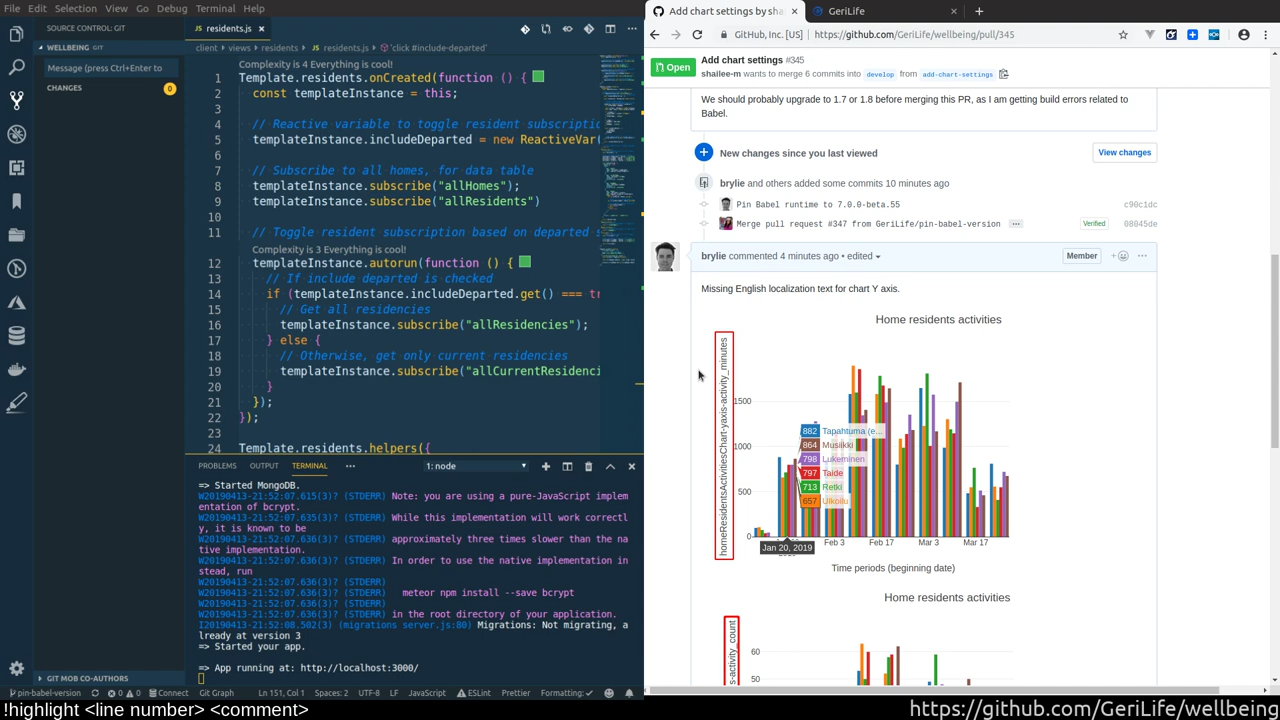 File Edit Selection View Go Debug Terminal Help
SOURCE CONTROL: GIT
WELLBEING GIT
Message (press Ctrl+Enter to
CHANGES
0
residents.js
client › views › residents › residents.js › 'click #include-departed'
Complexity is 4 Everything is cool!
1 Template.residents.onCreated(function () {
2 const templateInstance = this;
3
4 // Reactive variable to toggle resident subscriptio
5 templateInstance.includeDeparted = new ReactiveVar(
6
7 // Subscribe to all homes, for data table
8 templateInstance.subscribe("allHomes");
9 templateInstance.subscribe("allResidents")
10
11 // Toggle resident subscription based on departed s
Complexity is 3 Everything is cool!
12 templateInstance.autorun(function () {
13 // If include departed is checked
14 if (templateInstance.includeDeparted.get() === tr
15 // Get all residencies
16 templateInstance.subscribe("allResidencies");
17 } else {
18 // Otherwise, get only current residencies
19 templateInstance.subscribe("allCurrentResidenci
20 }
21 });
22 });
23
24 Template.residents.helpers({
PROBLEMS OUTPUT TERMINAL ••• 1: node
=> Started MongoDB.
W20190413-21:52:07.615(3)? (STDERR) Note: you are using a pure-JavaScript implem
entation of bcrypt.
W20190413-21:52:07.635(3)? (STDERR) While this implementation will work correctl
y, it is known to be
W20190413-21:52:07.636(3)? (STDERR) approximately three times slower than the na
tive implementation.
W20190413-21:52:07.636(3)? (STDERR) In order to use the native implementation in
stead, run
W20190413-21:52:07.636(3)? (STDERR)
W20190413-21:52:07.636(3)? (STDERR) meteor npm install --save bcrypt
W20190413-21:52:07.636(3)? (STDERR)
W20190413-21:52:07.636(3)? (STDERR) in the root directory of your application.
I20190413-21:52:08.502(3) (migrations server.js:80) Migrations: Not migrating, a
lready at version 3
=> Started your app.
=> App running at: http://localhost:3000/
GIT MOB CO-AUTHORS
pin-babel-version 0 0 Connect Git Graph Ln 151, Col 1 Spaces: 2 UTF-8 LF JavaScript ESLint Prettier Formatting:
!highlight <line number> <comment>
Add chart settings by sha
GeriLife
GitHub, Inc. [US] | https://github.com/GeriLife/wellbeing/pull/345
Open
Add chart settings #345
shailee-m wants to merge 6 commits into develop from add-chart-settings
We should probably upgrade to 1.7 or 1.8 before merging this PR, as I am getting build errors related to
Babel.
New changes since you last viewed
View changes
brylie and others added some commits 10 minutes ago
Pin Babel runtime to 7.0.0-beta.55 c90c1dc
Merge pull request #347 from GeriLife/pin-babel-version ••• Verified 08045de
brylie commented 4 minutes ago • edited Member
Missing English localization text for chart Y axis.
Home residents activities
homeResidentsActivitiesChart-yaxis-activity_minutes
1500
1000
500
0
882 Tapahtuma (e...
864 Musiikki
798 Lukeminen
797 Taide
713 Retki
657 Ulkoilu
Jan 20, 2019
Feb 3
Feb 17
Mar 3
Mar 17
Time periods (beginning date)
Home residents activities
s-activity_count
60
50
https://github.com/GeriLife/wellbeing